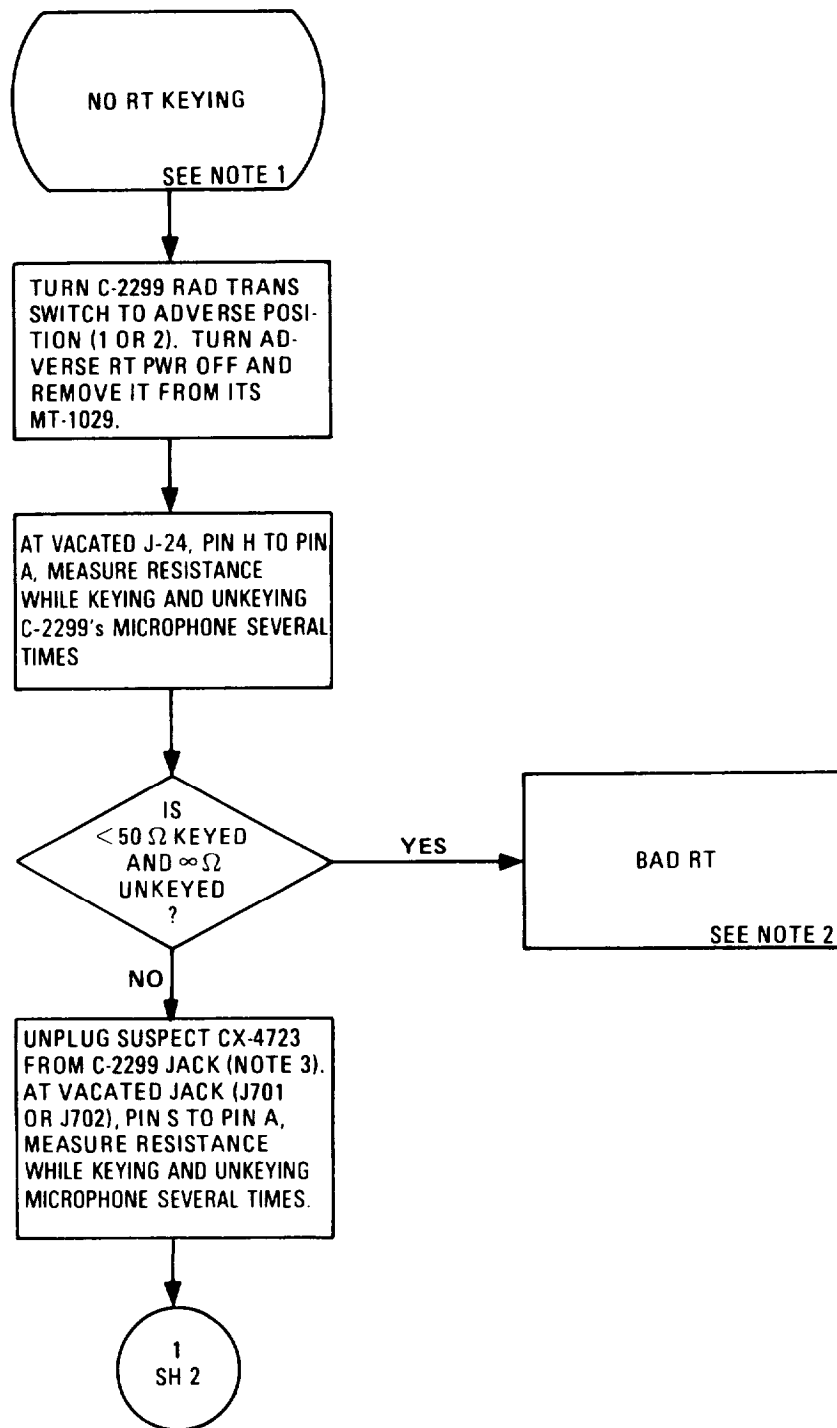 NO RT KEYING
SEE NOTE 1
TURN C-2299 RAD TRANS
SWITCH TO ADVERSE POSI-
TION (1 OR 2). TURN AD-
VERSE RT PWR OFF AND
REMOVE IT FROM ITS
MT-1029.
AT VACATED J-24, PIN H TO PIN
A, MEASURE RESISTANCE
WHILE KEYING AND UNKEYING
C-2299's MICROPHONE SEVERAL
TIMES
IS
<50 Ω KEYED
AND ∞ Ω
UNKEYED
?
YES
BAD RT
SEE NOTE 2
NO
UNPLUG SUSPECT CX-4723
FROM C-2299 JACK (NOTE 3).
AT VACATED JACK (J701
OR J702), PIN S TO PIN A,
MEASURE RESISTANCE
WHILE KEYING AND UNKEYING
MICROPHONE SEVERAL TIMES.
1
SH 2